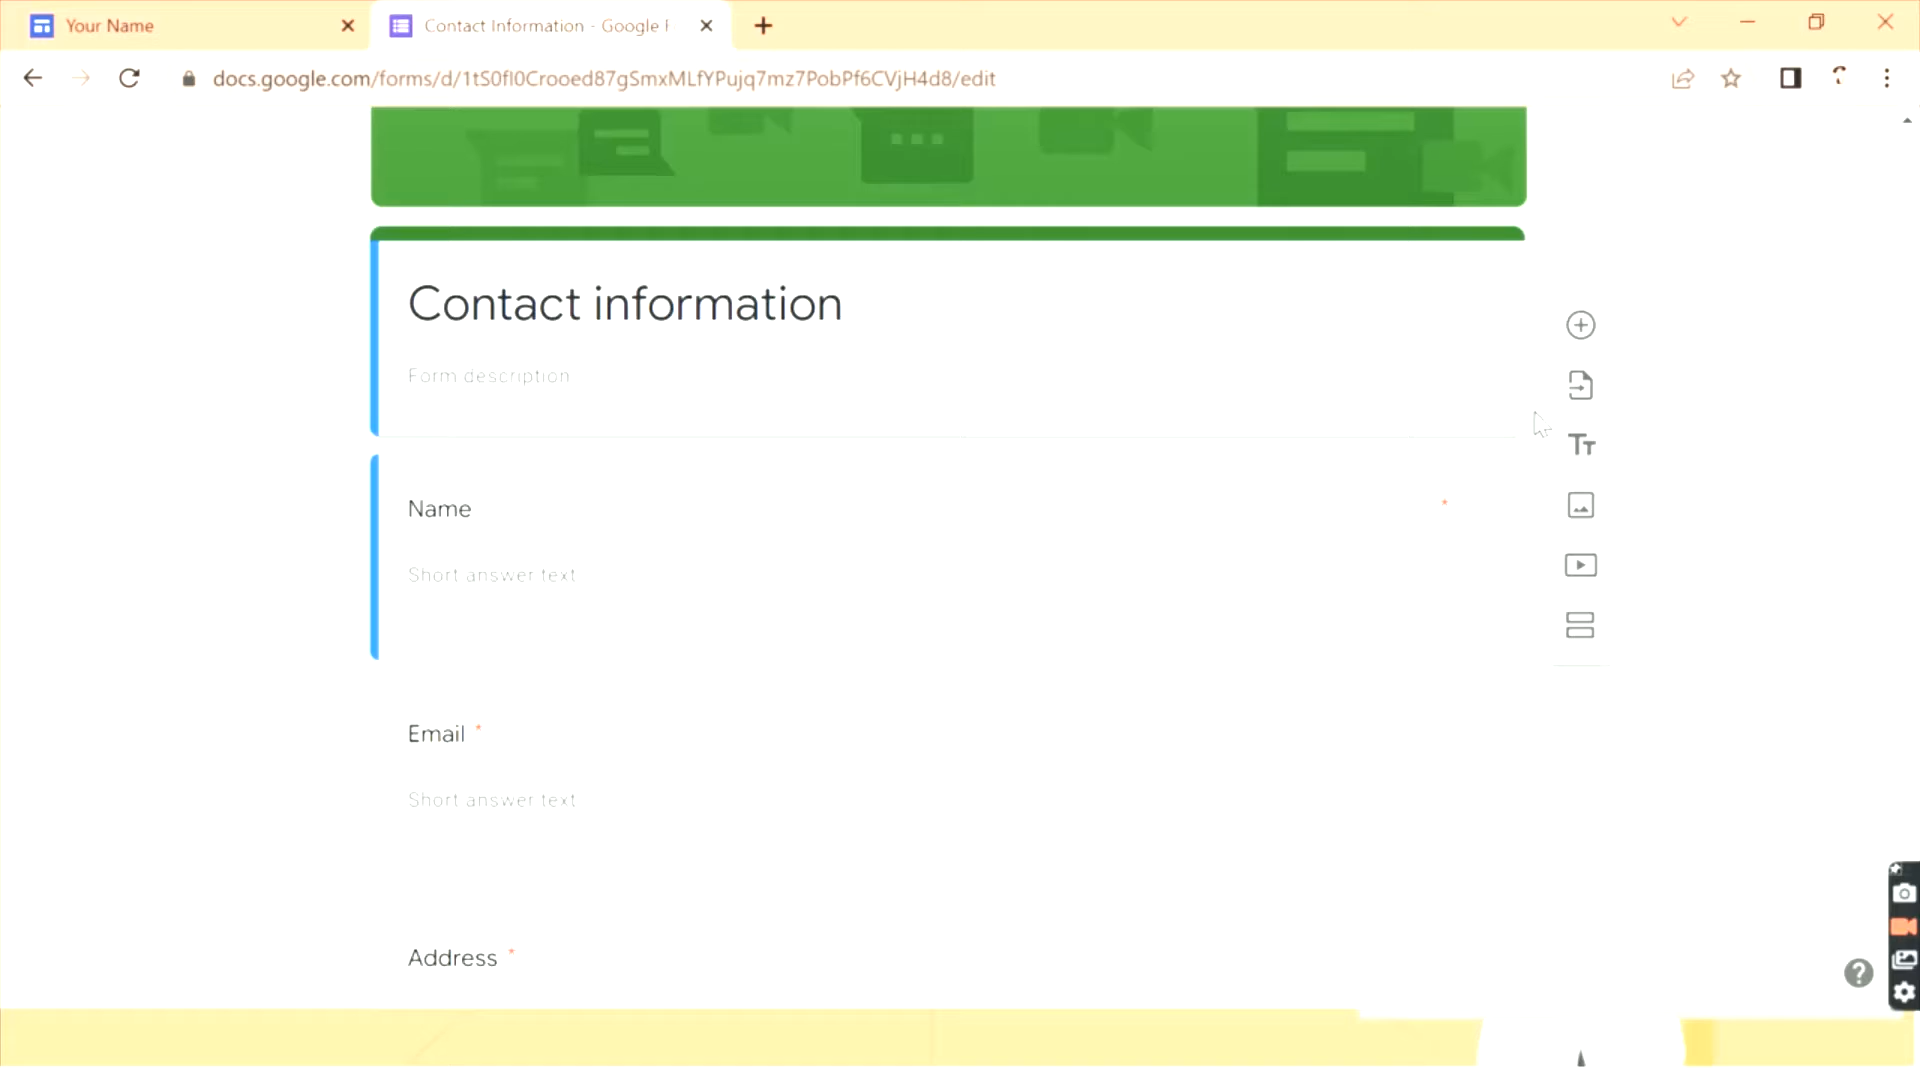 Your Name
Contact Information - Google F
docs.google.com/forms/d/1tS0fI0Crooed87gSmxMLfYPujq7mz7PobPf6CVjH4d8/edit
Contact information
Form description
Name *
Short answer text
Email *
Short answer text
Address *